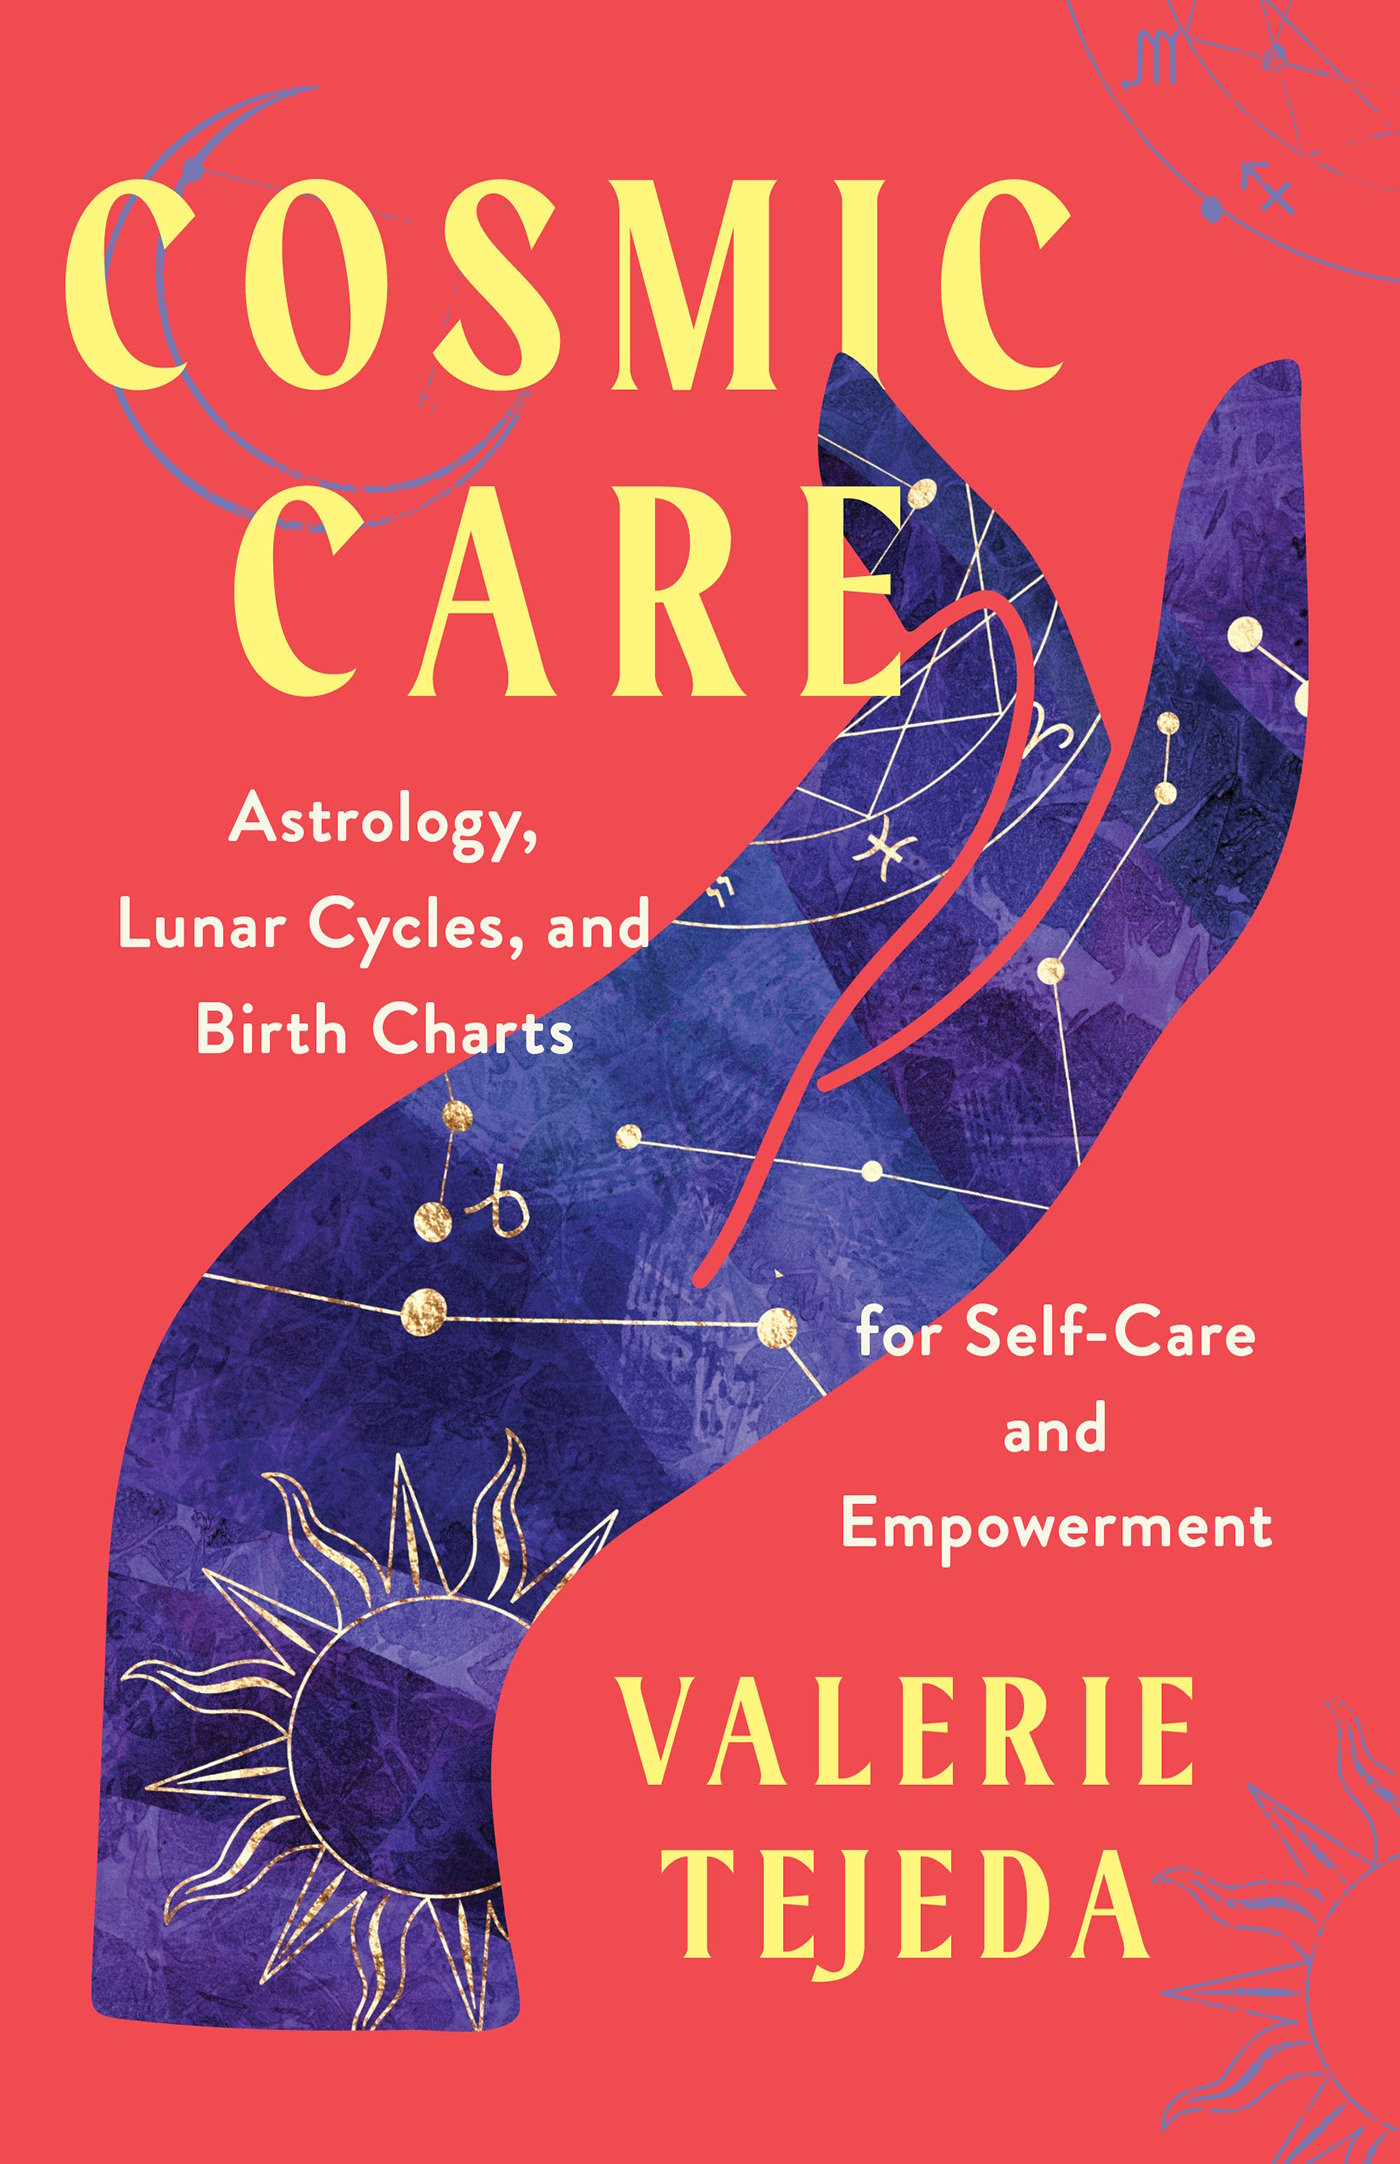 COSMIC
CARE
Astrology,
Lunar Cycles, and
Birth Charts
for Self-Care
and
Empowerment
VALERIE
TEJEDA